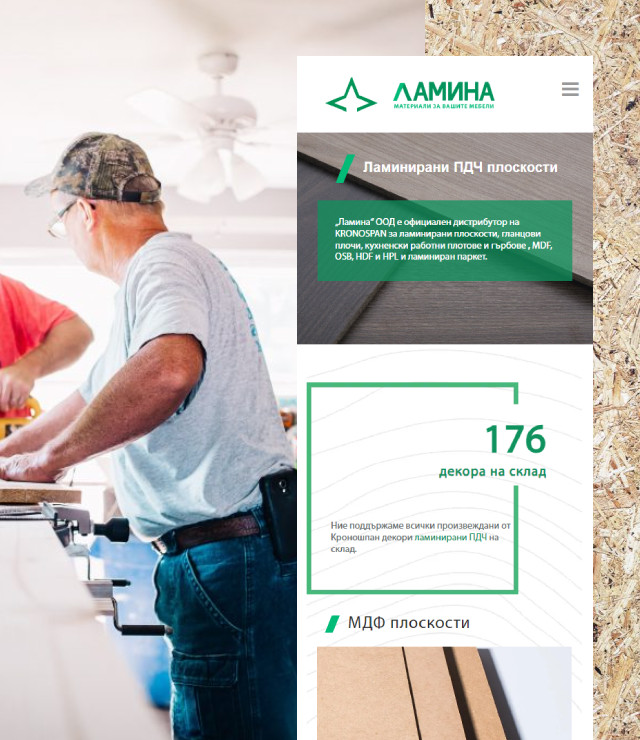 ЛАМИНА
МАТЕРИАЛИ ЗА ВАШИТЕ МЕБЕЛИ
Ламинирани ПДЧ плоскости
„Ламина“ ООД е официален дистрибутор на
KRONOSPAN за ламинирани плоскости, гланцови
плочи, кухненски работни плотове и гърбове , MDF,
OSB, HDF и HPL и ламиниран паркет.
176
декора на склад
Ние поддържаме всички произвеждани от
Кроношпан декори ламинирани ПДЧ на
склад.
МДФ плоскости